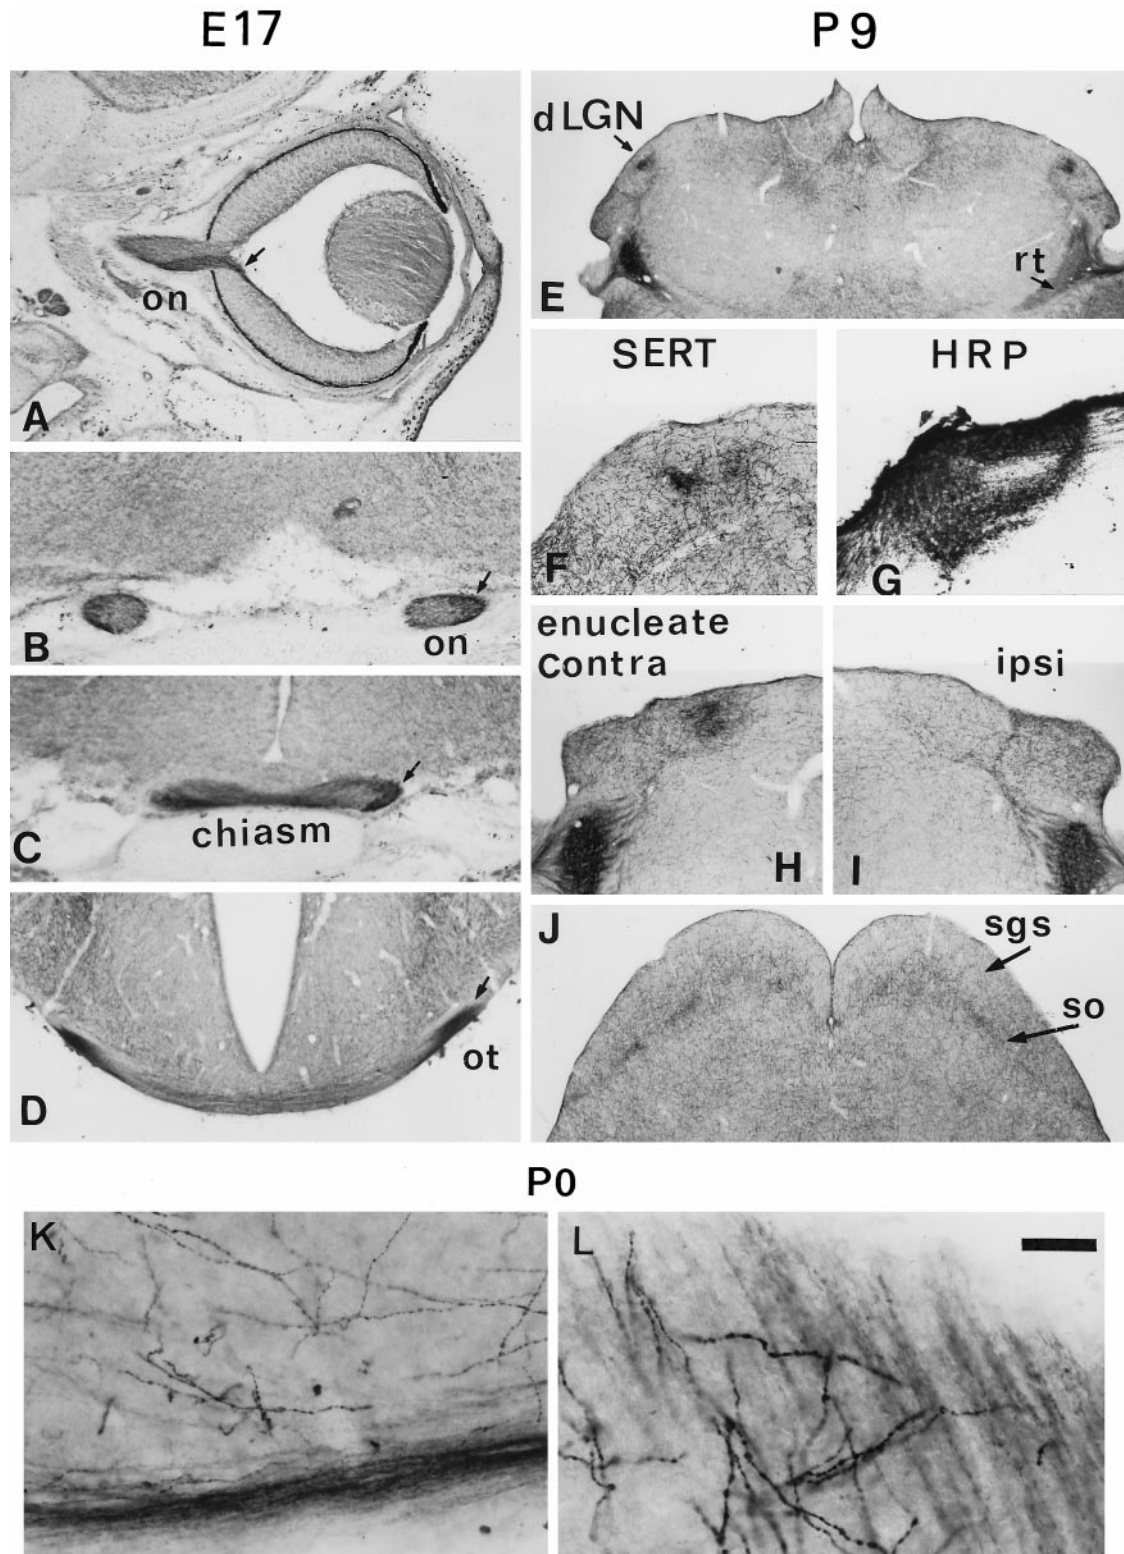 E17
P9
on
A
dLGN
rt
E
SERT
HRP
F
G
on
B
enucleate
contra
ipsi
H
I
chiasm
C
J
sgs
so
ot
D
P0
K
L